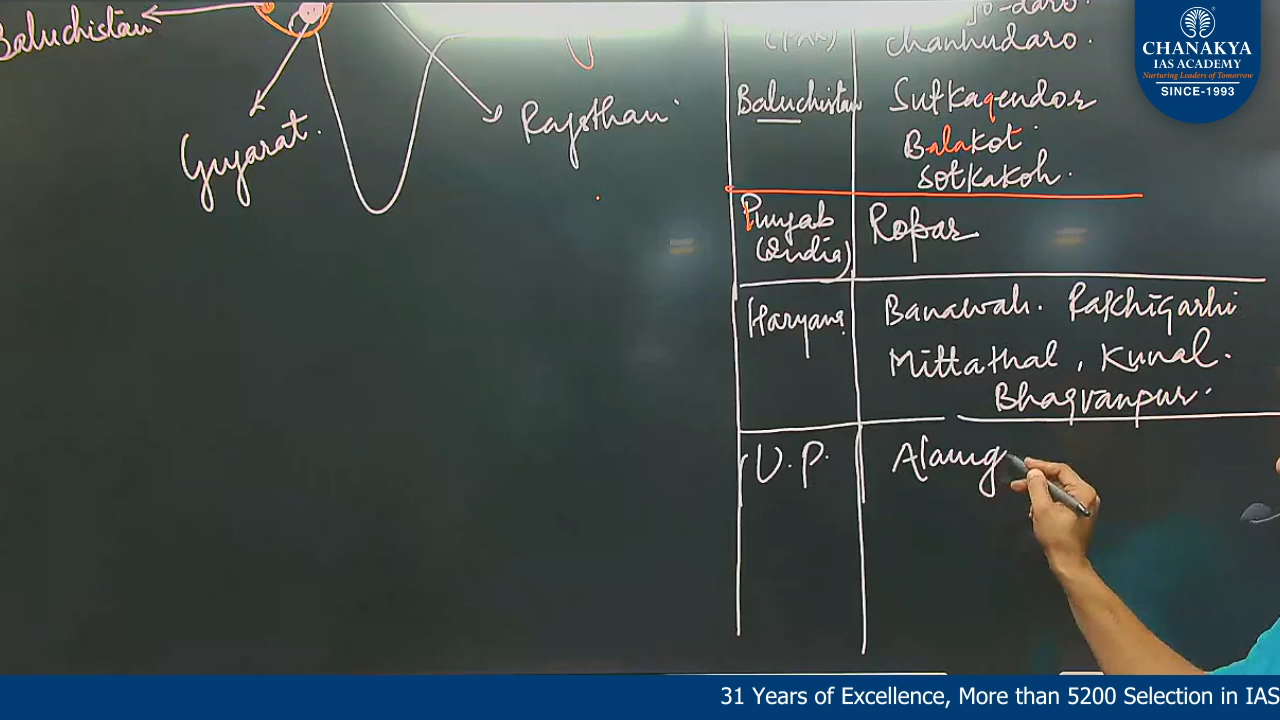 Baluchistan
Gujarat.
Rajsthan
chanhudaro.
Baluchistan Sutkagendor
Balakot
Sotkakoh.
Punjab (India) Ropar
Haryana Banawali. Rakhigarhi
Mittathal, Kunal.
Bhagvanpur.
U.P. Alamg
CHANAKYA
IAS ACADEMY
Nurturing Leaders of Tomorrow
SINCE-1993
31 Years of Excellence, More than 5200 Selection in IAS